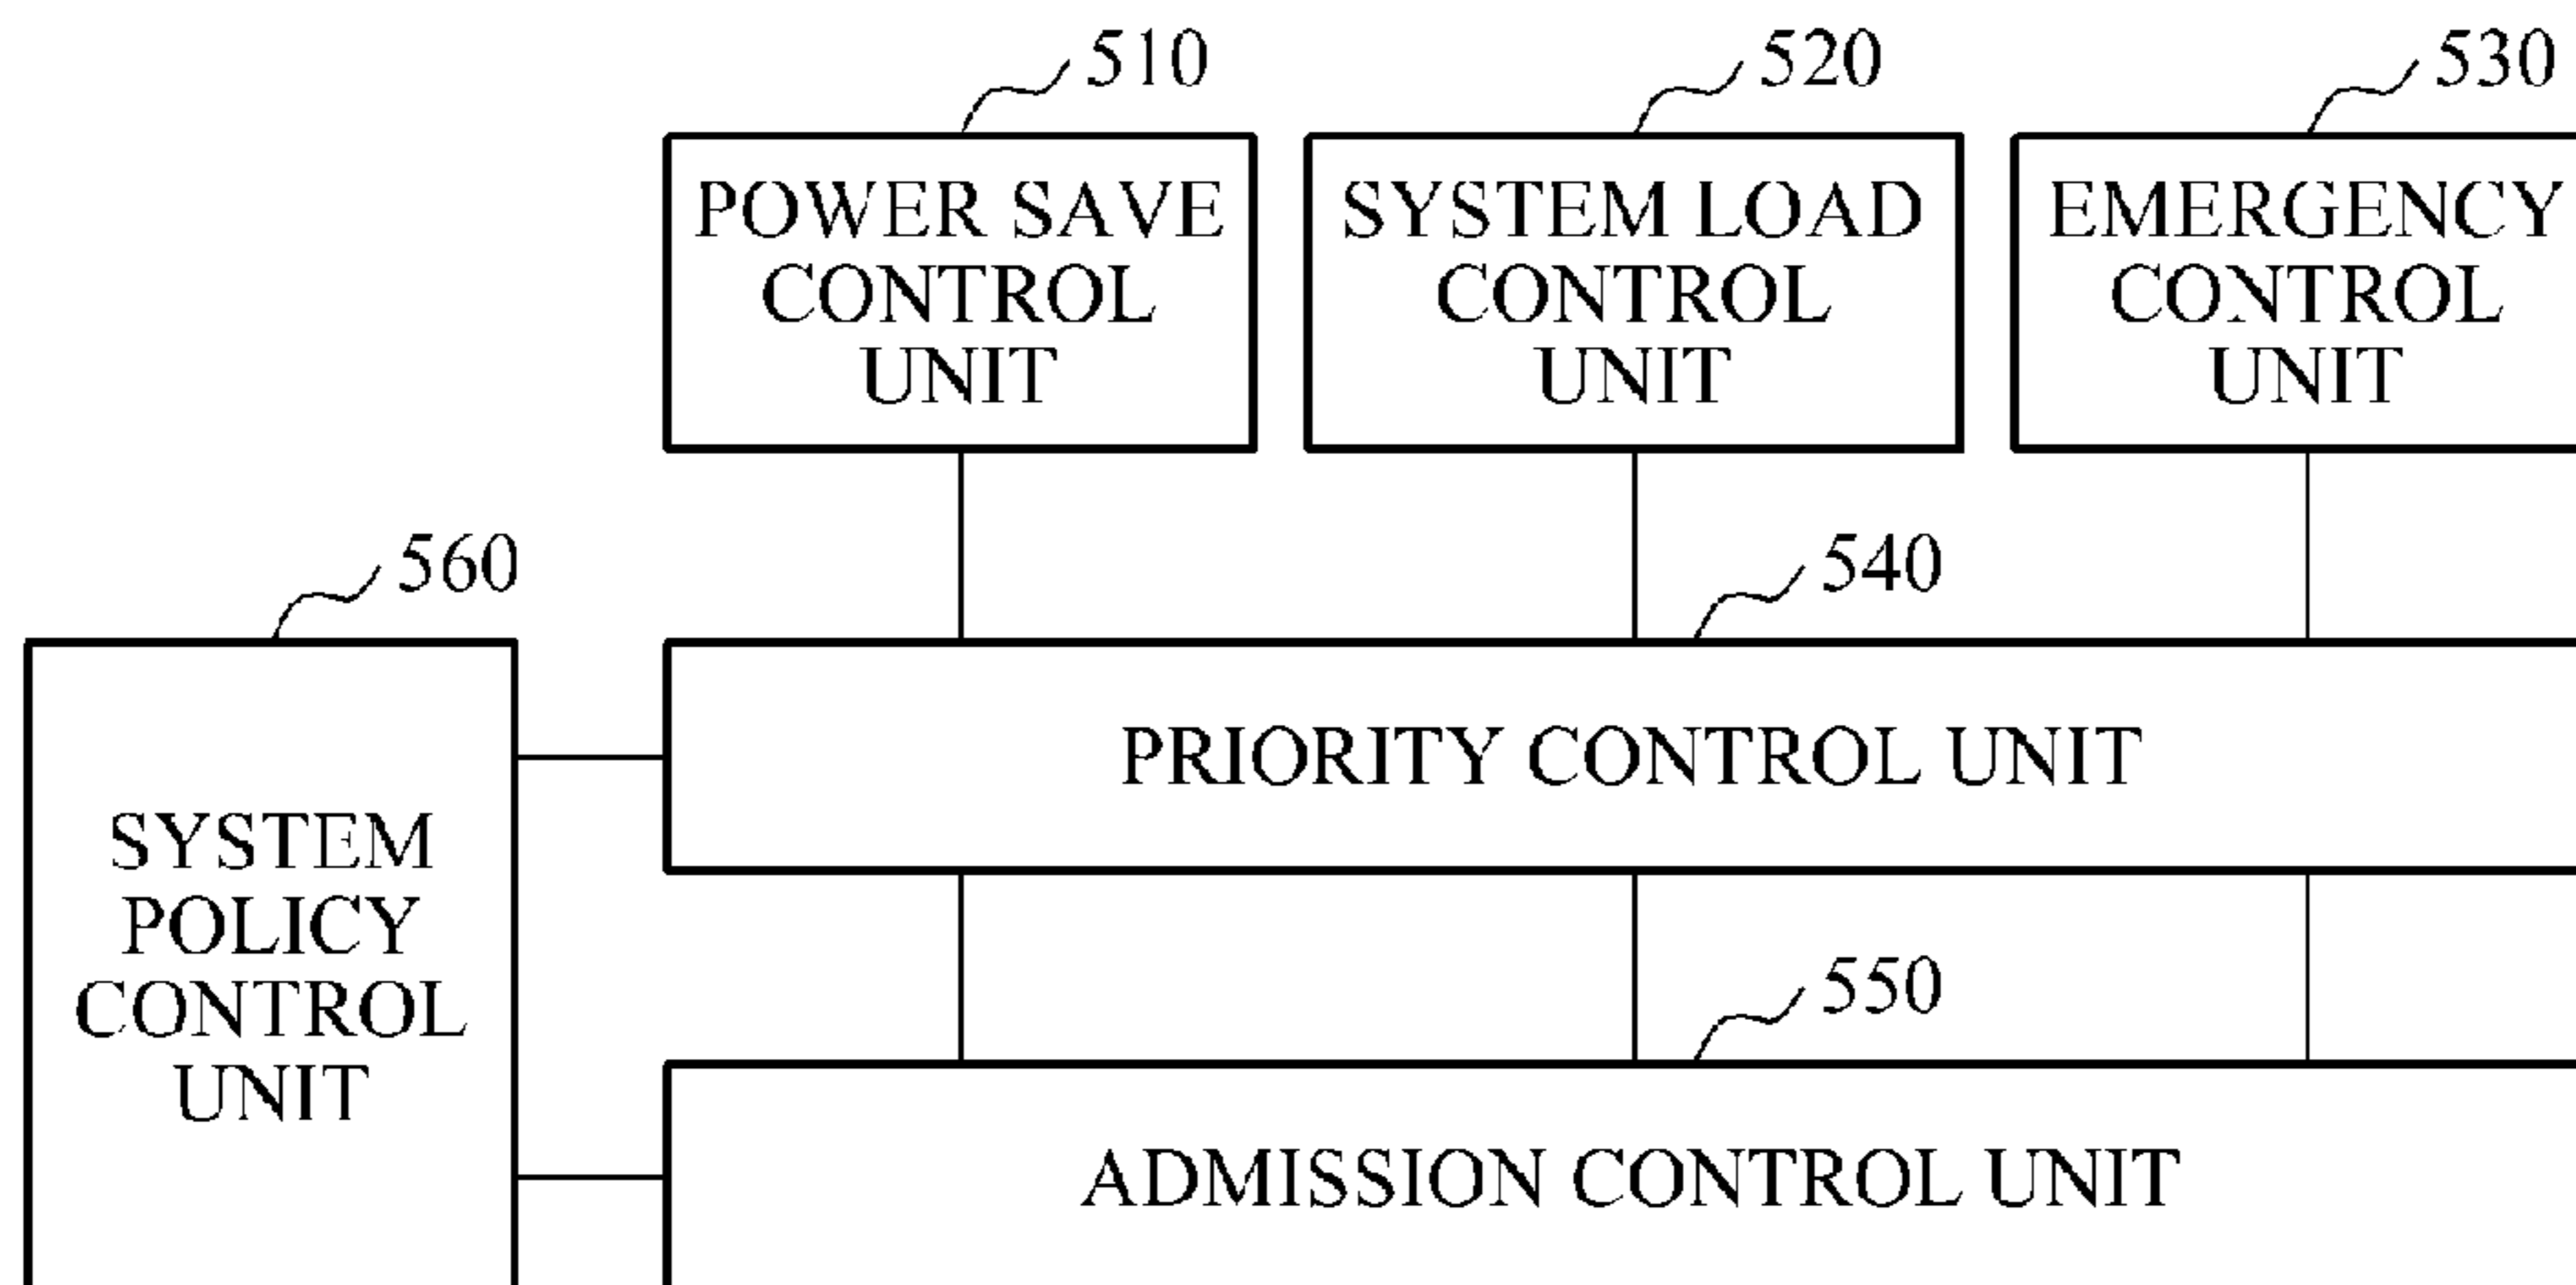 510
520
530
POWER SAVE
CONTROL
UNIT
SYSTEM LOAD
CONTROL
UNIT
EMERGENCY
CONTROL
UNIT
560
540
SYSTEM
POLICY
CONTROL
UNIT
PRIORITY CONTROL UNIT
550
ADMISSION CONTROL UNIT